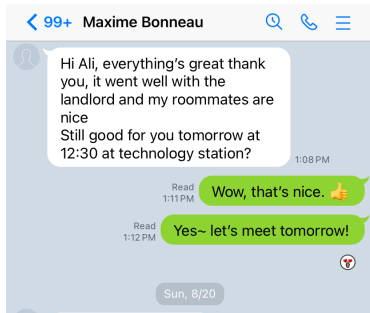 99+ Maxime Bonneau
Hi Ali, everything's great thank
you, it went well with the
landlord and my roommates are
nice
Still good for you tomorrow at
12:30 at technology station?
1:08 PM
Read
1:11 PM
Wow, that's nice. 👍
Read
1:12 PM
Yes~ let's meet tomorrow!
Sun, 8/20